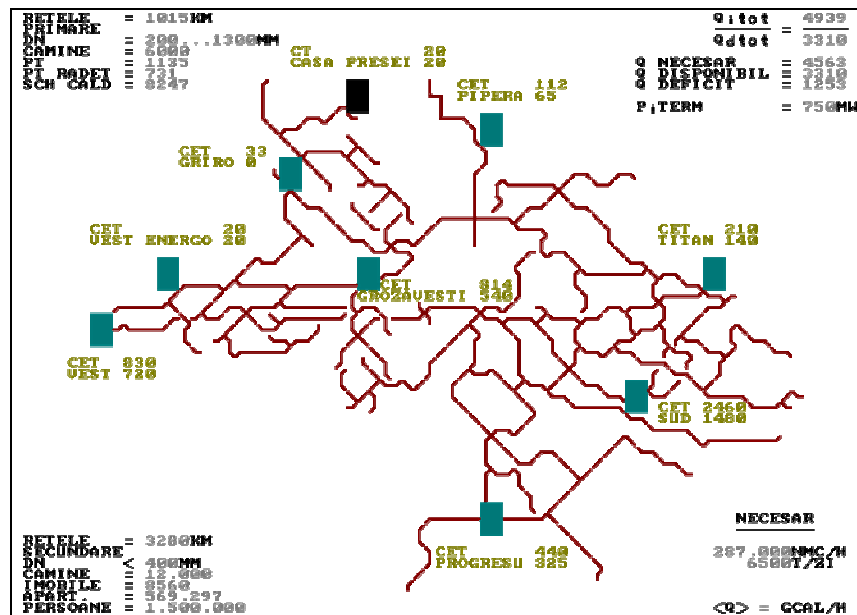 RETELE = 1015KM
PRIMARE
DN = 200...1300MM
CAMINE = 6000
PT = 1135
PT RADET = 731
SCH CALD = 8247
Qitot = 4939
Qdtot 3310
Q NECESAR = 4563
Q DISPONIBIL = 3310
Q DEFICIT = 1253
PiTERM = 750MW
CT 20
CASA PRESEI 20
CET 112
PIPERA 65
CET 33
GRIRO 0
CET 20
VEST ENERGO 20
CET 210
TITAN 140
CET 814
GROZAVESTI 340
CET 830
VEST 720
CET 2460
SUD 1480
CET 440
PROGRESU 325
RETELE = 3280KM
SECUNDARE
DN < 400MM
CAMINE = 12.000
IMOBILE = 8560
APART. = 569.297
PERSOANE = 1.500.000
NECESAR
287.000NMC/H
6500T/ZI
<Q> = GCAL/H